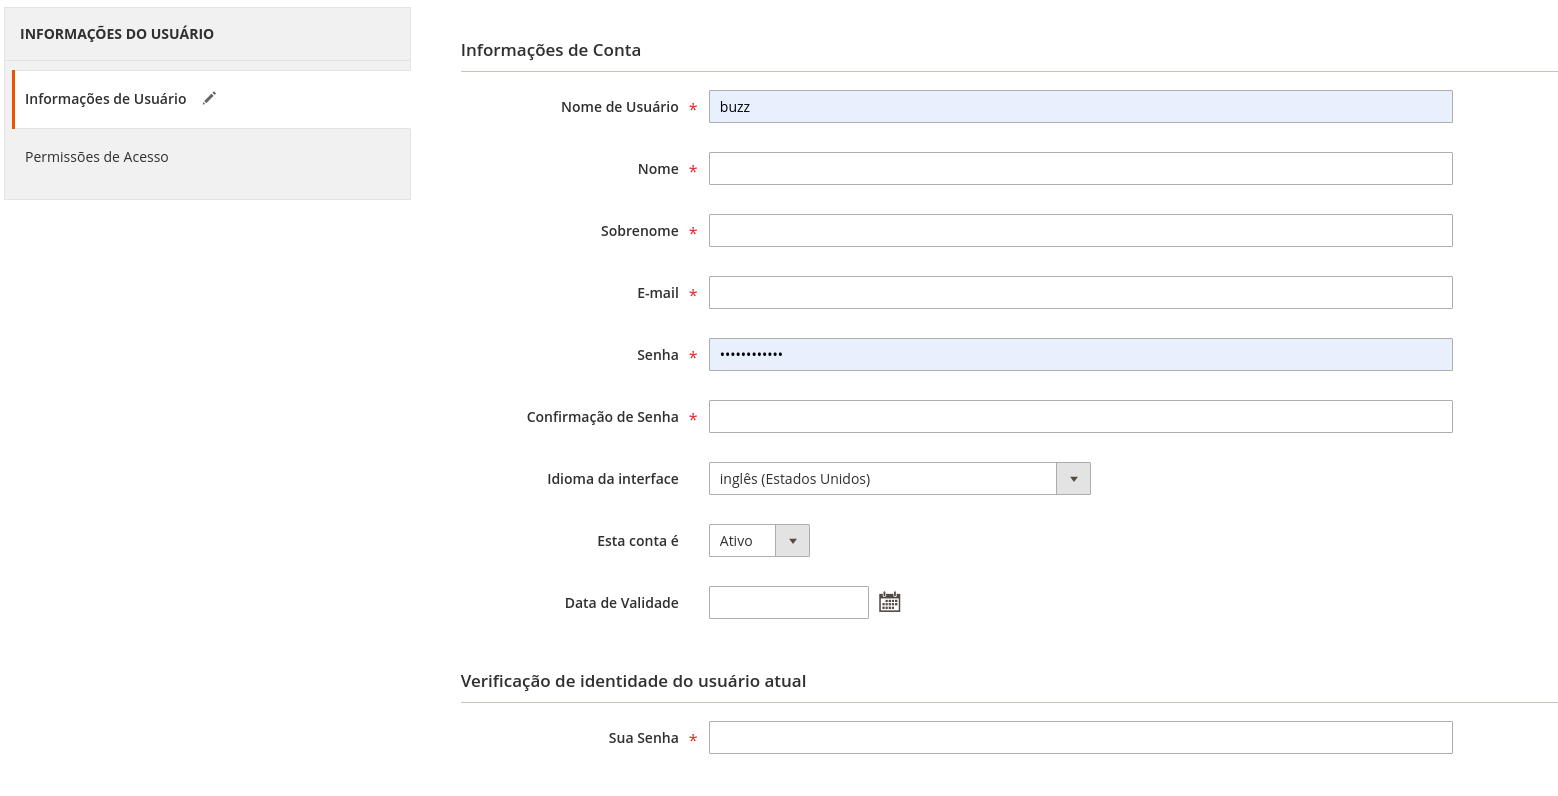 INFORMAÇÕES DO USUÁRIO
Informações de Usuário
Permissões de Acesso
Informações de Conta
Nome de Usuário * buzz
Nome *
Sobrenome *
E-mail *
Senha * ••••••••••••
Confirmação de Senha *
Idioma da interface inglês (Estados Unidos)
Esta conta é Ativo
Data de Validade
Verificação de identidade do usuário atual
Sua Senha *